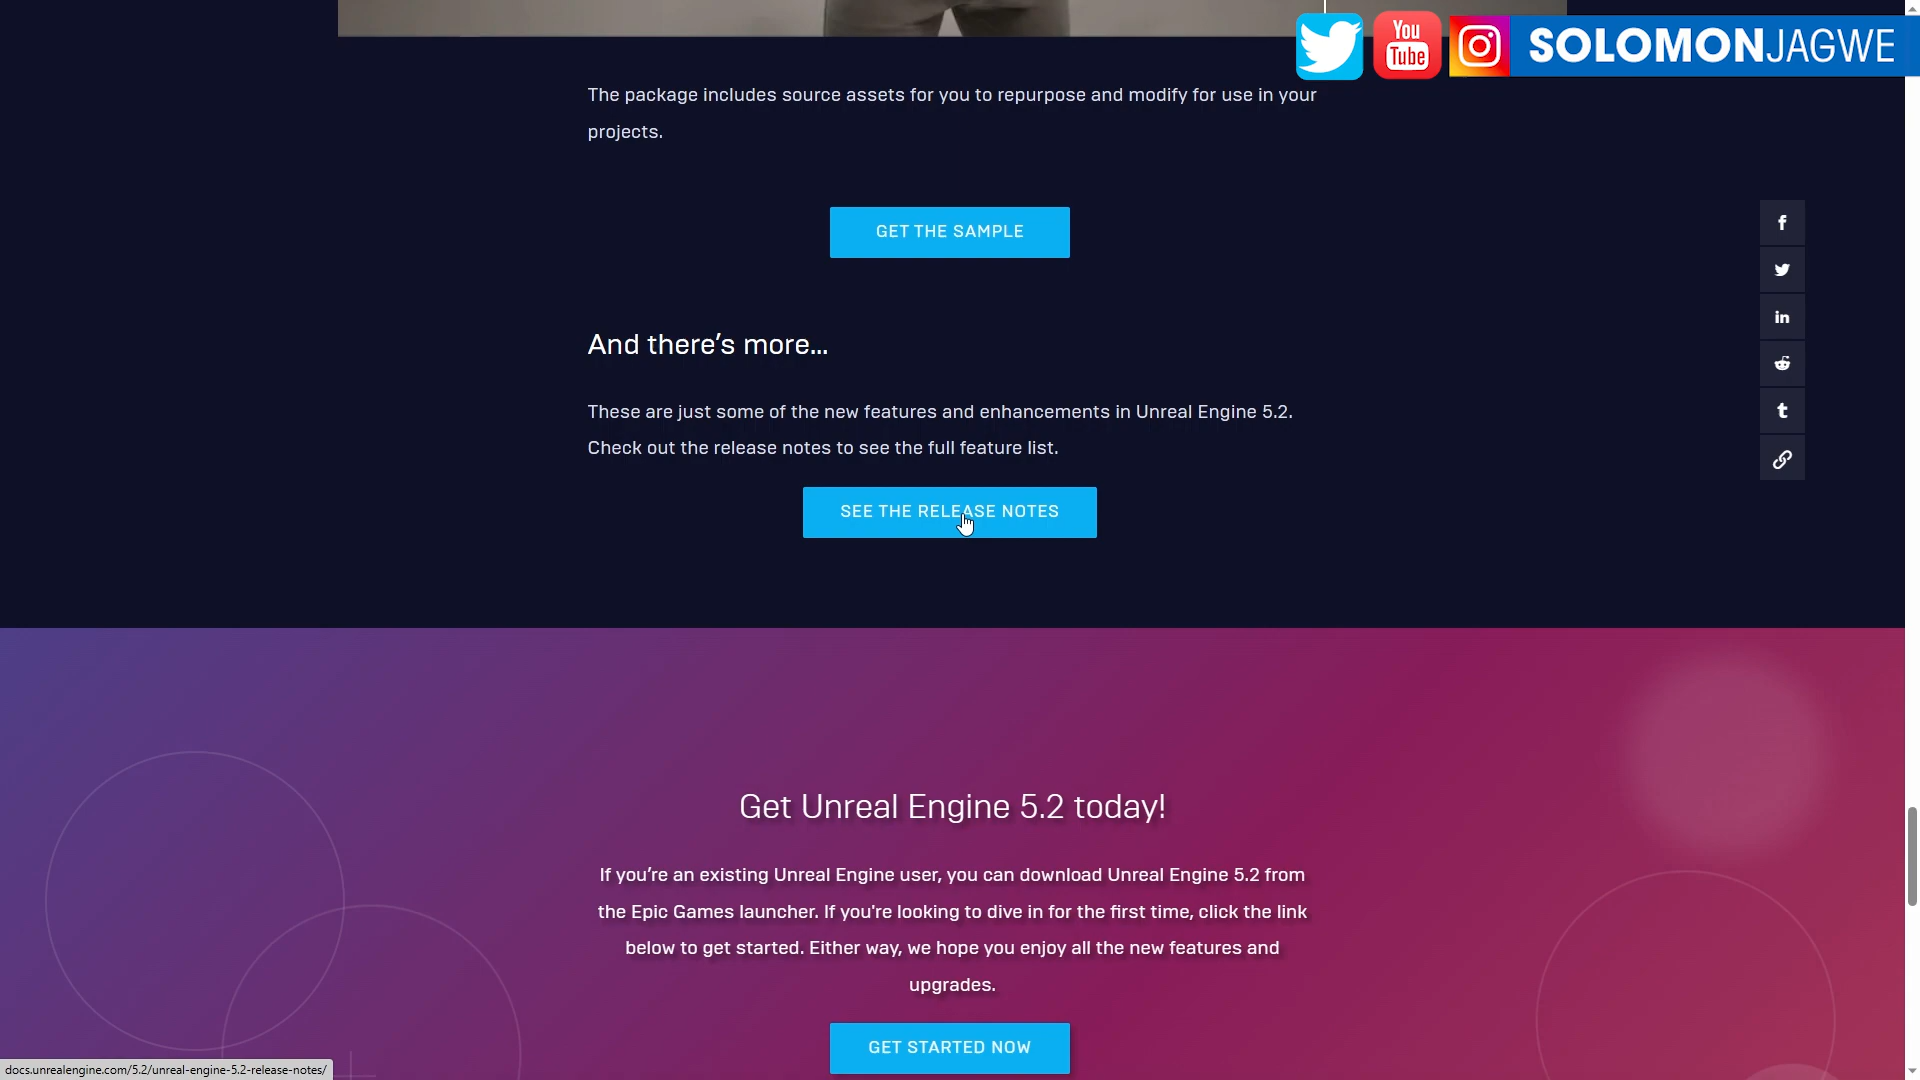 You
Tube
SOLOMONJAGWE
The package includes source assets for you to repurpose and modify for use in your
projects.
GET THE SAMPLE
And there’s more...
These are just some of the new features and enhancements in Unreal Engine 5.2.
Check out the release notes to see the full feature list.
SEE THE RELEASE NOTES
Get Unreal Engine 5.2 today!
If you’re an existing Unreal Engine user, you can download Unreal Engine 5.2 from
the Epic Games launcher. If you're looking to dive in for the first time, click the link
below to get started. Either way, we hope you enjoy all the new features and
upgrades.
GET STARTED NOW
docs.unrealengine.com/5.2/unreal-engine-5.2-release-notes/